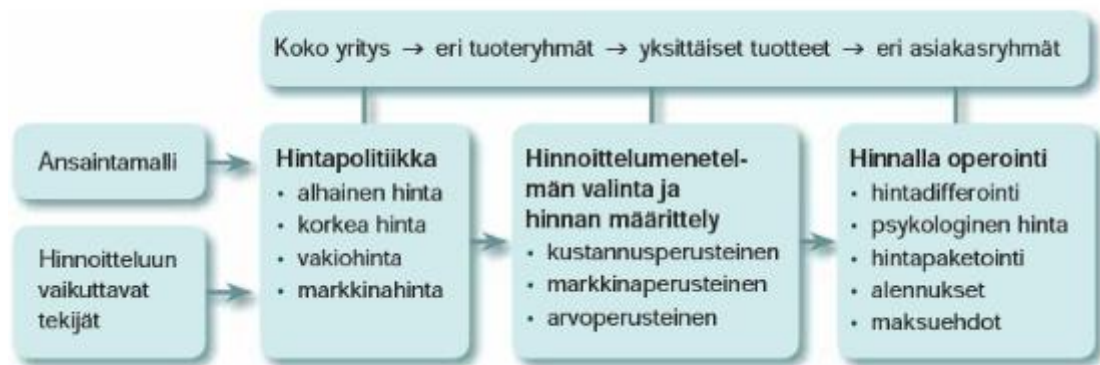 Koko yritys → eri tuoteryhmät → yksittäiset tuotteet → eri asiakasryhmät
Ansaintamalli
Hinnoitteluun
vaikuttavat
tekijät
Hintapolitiikka
• alhainen hinta
• korkea hinta
• vakiohinta
• markkinahinta
Hinnoittelumenetel-
män valinta ja
hinnan määrittely
• kustannusperusteinen
• markkinaperusteinen
• arvoperusteinen
Hinnalla operointi
• hintadifferointi
• psykologinen hinta
• hintapaketointi
• alennukset
• maksuehdot